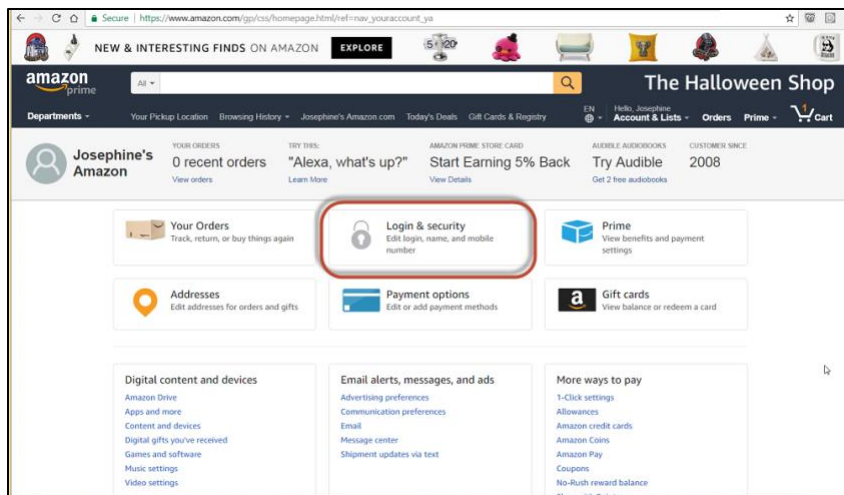 Secure | https://www.amazon.com/gp/css/homepage.html/ref=nav_youraccount_ya
NEW & INTERESTING FINDS ON AMAZON EXPLORE
amazon
prime
All
The Halloween Shop
Departments
Your Pickup Location Browsing History Josephine's Amazon.com Today's Deals Gift Cards & Registry
EN
Hello, Josephine
Account & Lists Orders Prime 1 Cart
Josephine's
Amazon
YOUR ORDERS
0 recent orders
View orders
TRY THIS:
"Alexa, what's up?"
Learn More
AMAZON PRIME STORE CARD
Start Earning 5% Back
View Details
AUDIBLE AUDIOBOOKS
Try Audible
Get 2 free audiobooks
CUSTOMER SINCE
2008
Your Orders
Track, return, or buy things again
Login & security
Edit login, name, and mobile
number
Prime
View benefits and payment
settings
Addresses
Edit addresses for orders and gifts
Payment options
Edit or add payment methods
a
Gift cards
View balance or redeem a card
Digital content and devices
Amazon Drive
Apps and more
Content and devices
Digital gifts you've received
Games and software
Music settings
Video settings
Email alerts, messages, and ads
Advertising preferences
Communication preferences
Email
Message center
Shipment updates via text
More ways to pay
1-Click settings
Allowances
Amazon credit cards
Amazon Coins
Amazon Pay
Coupons
No-Rush reward balance